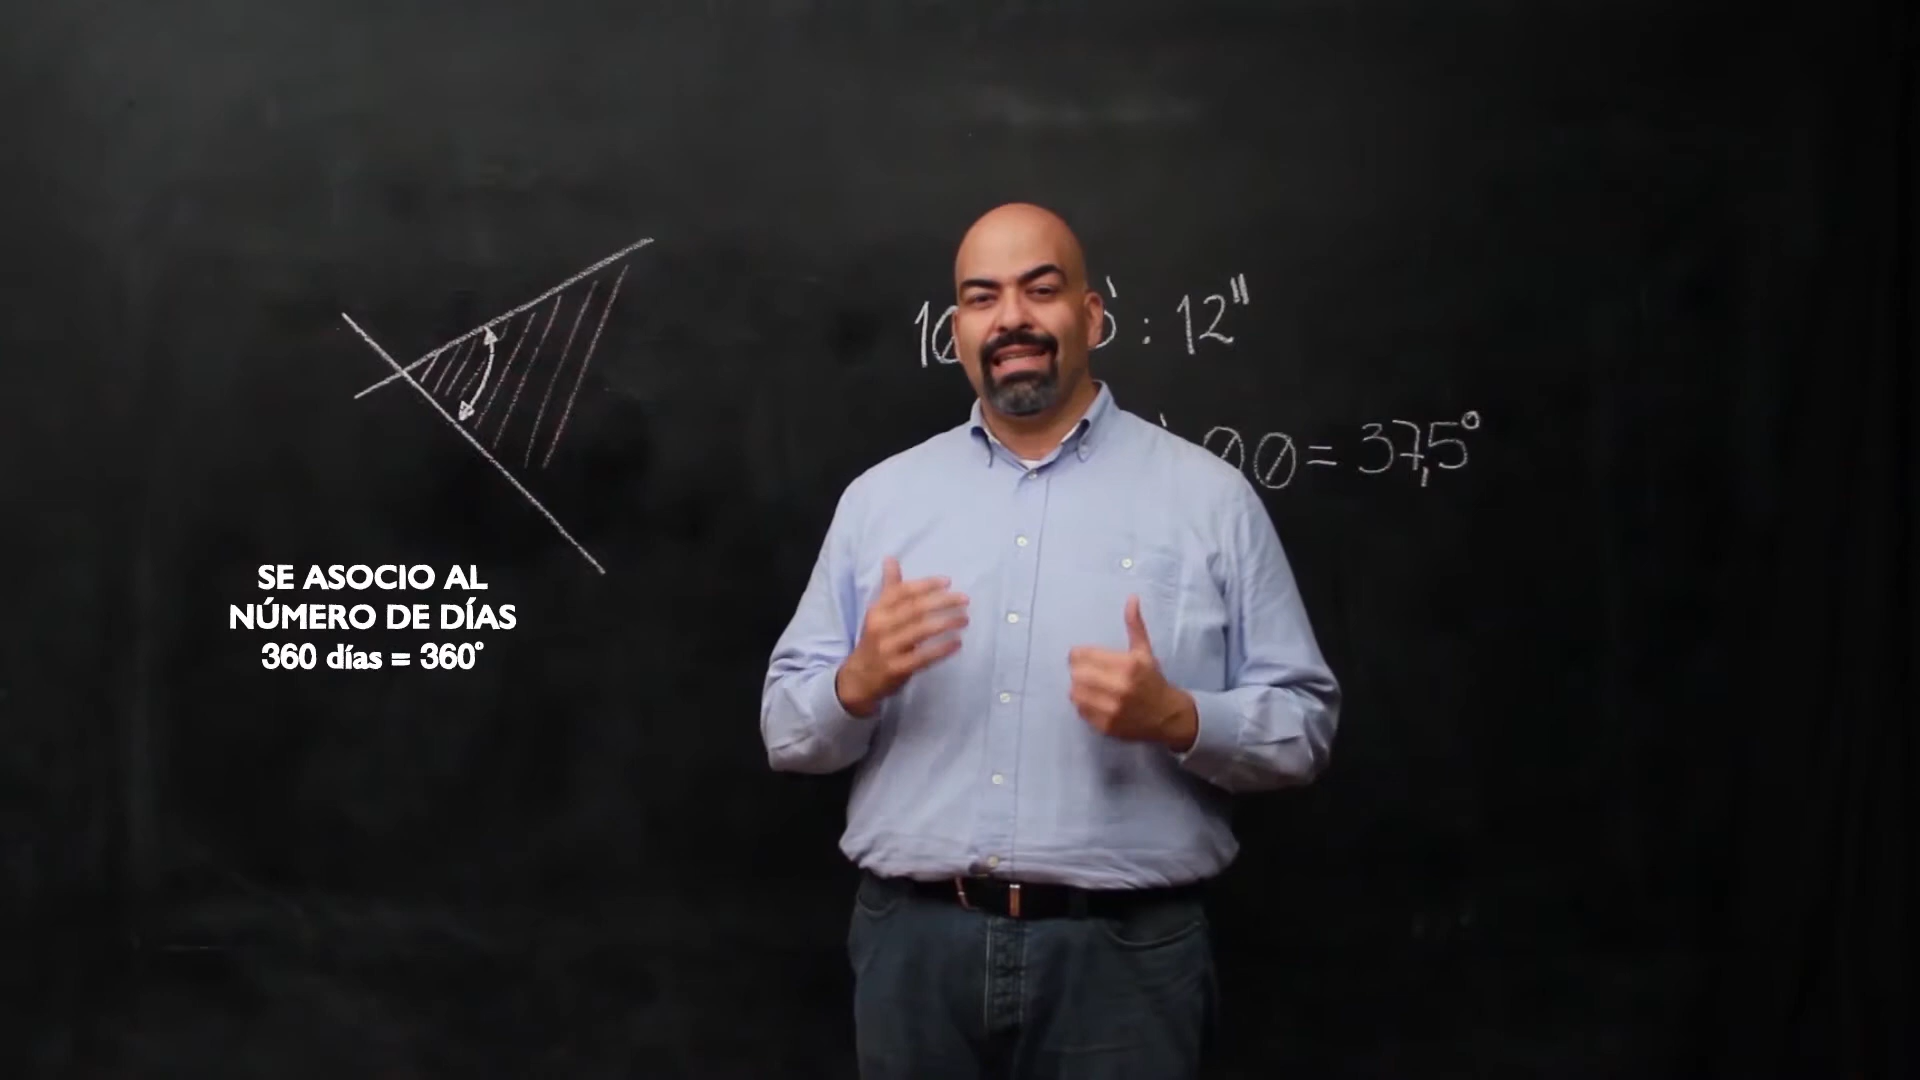 : 12"
= 37,5°
SE ASOCIO AL
NÚMERO DE DÍAS
360 días = 360°